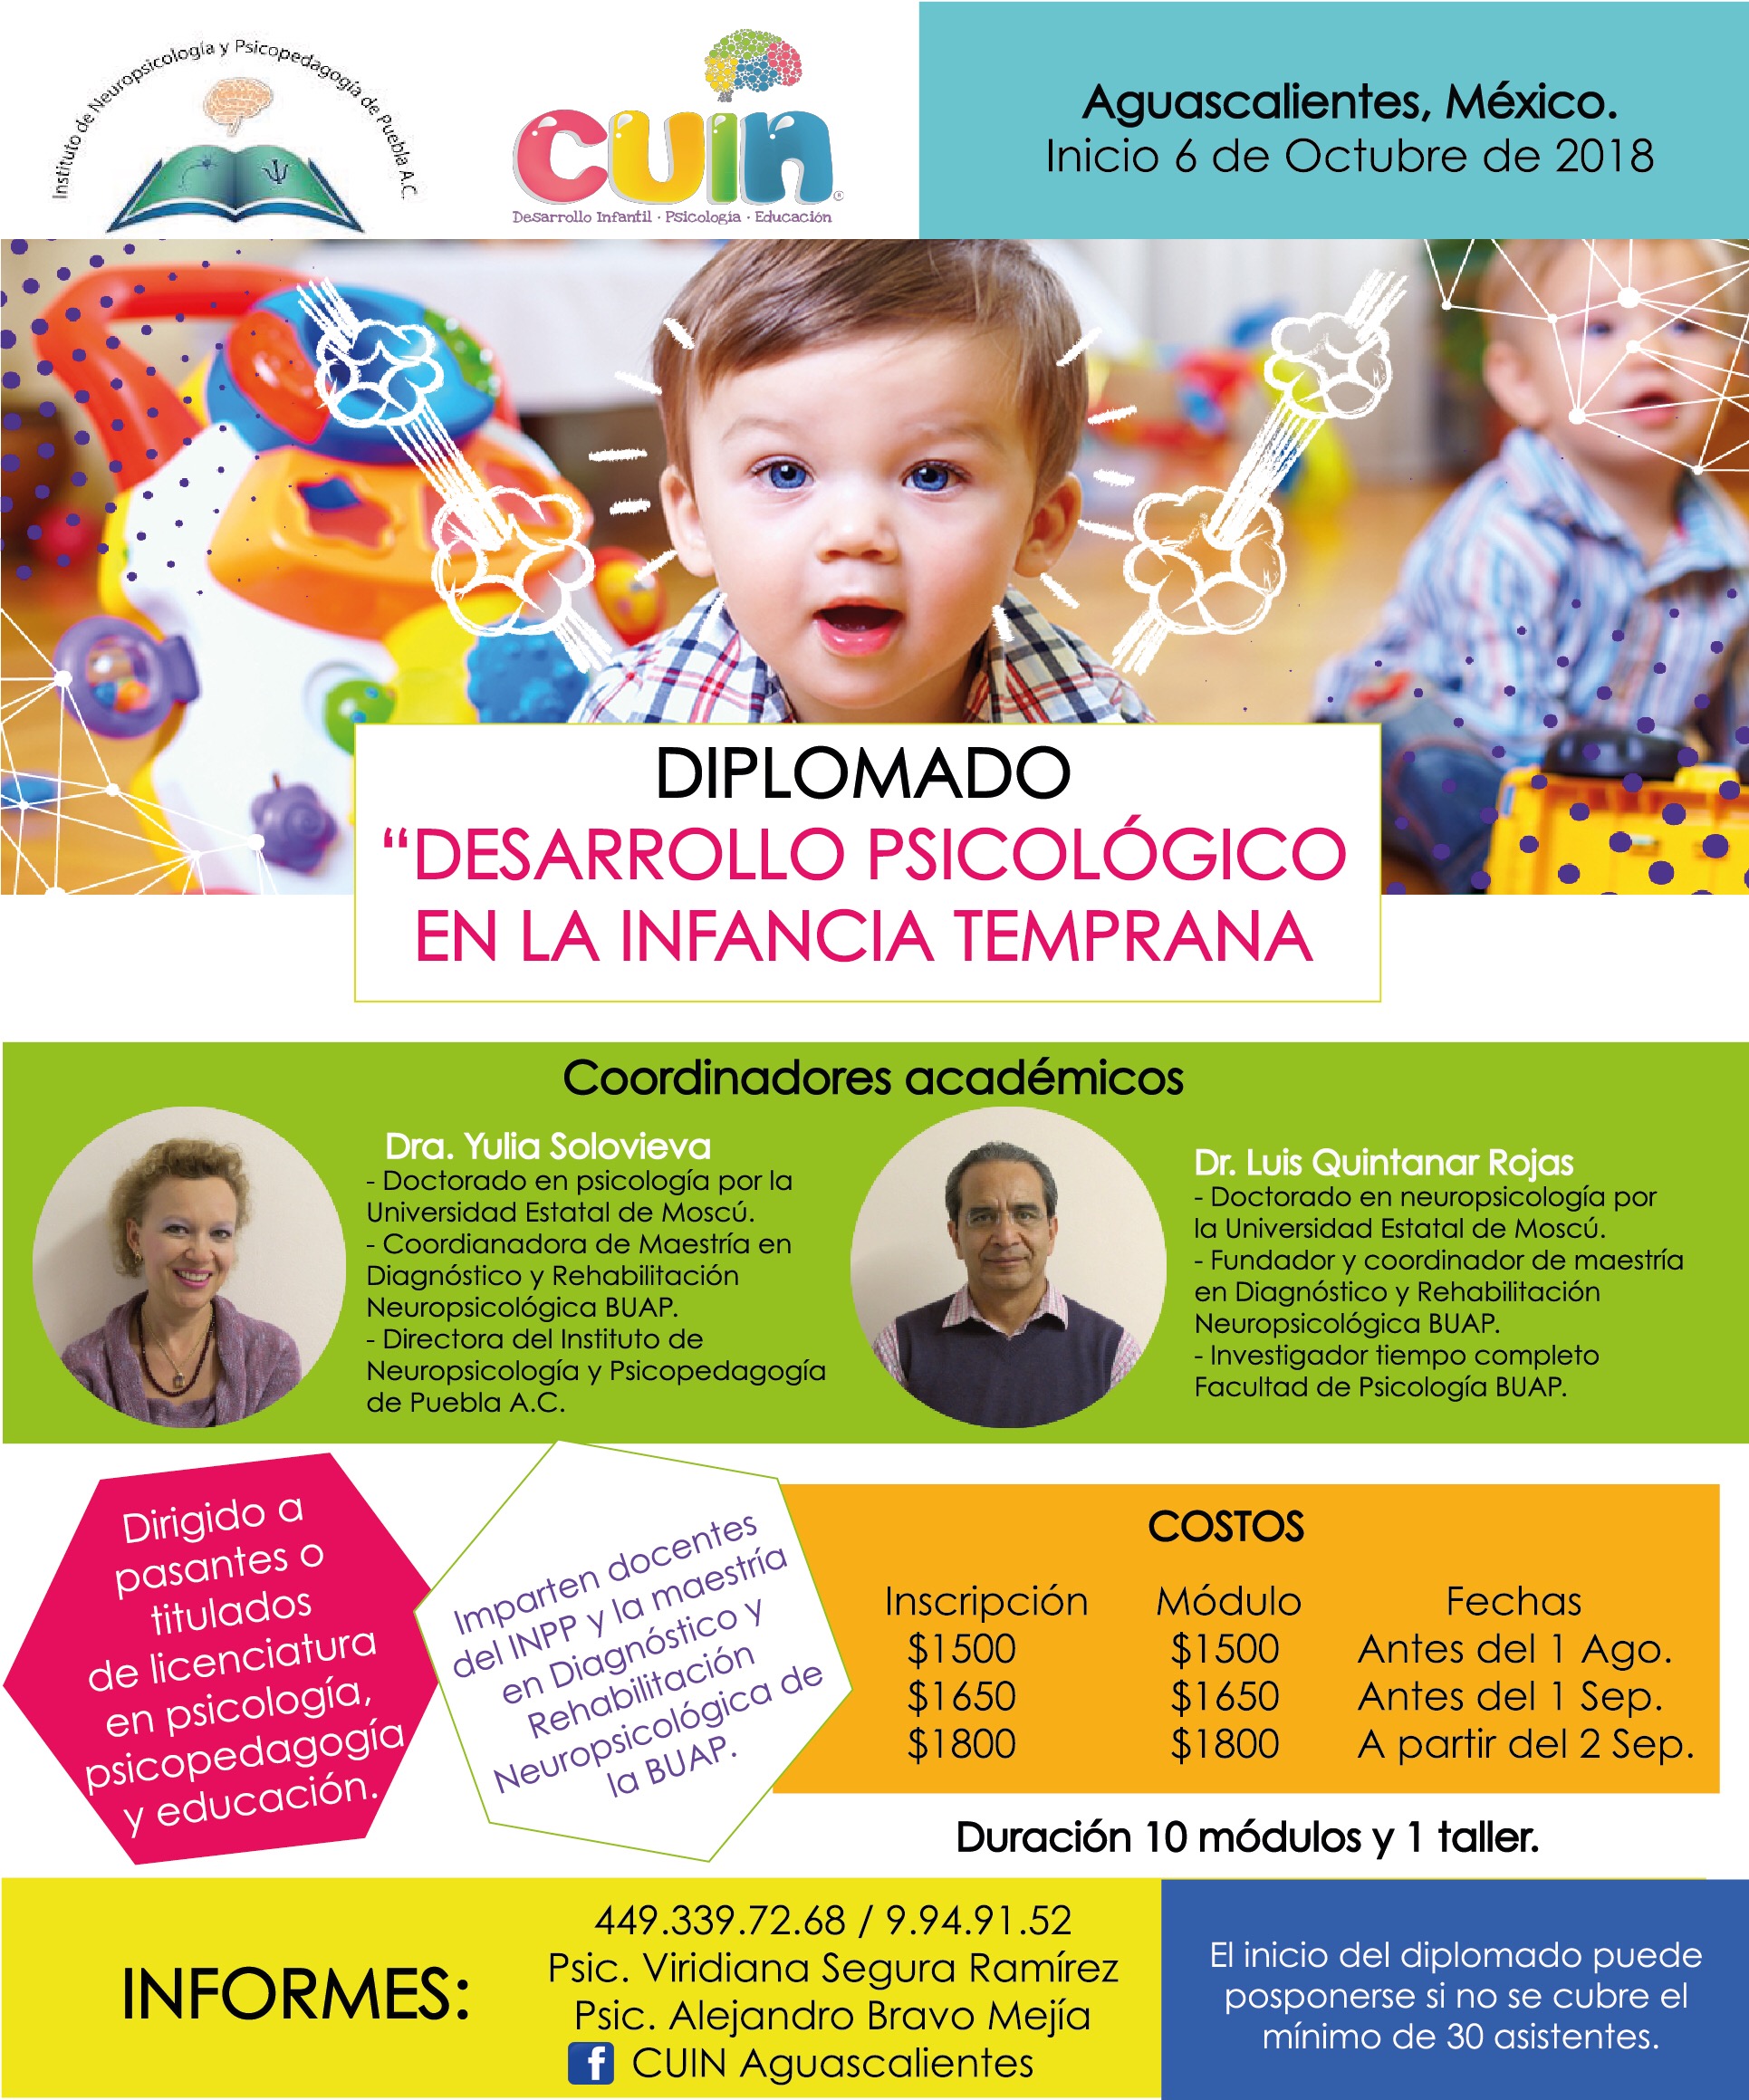 Instituto de Neuropsicología y Psicopedagogía de Puebla A.C.
Ψ
cuin®
Desarrollo Infantil · Psicología · Educación
Aguascalientes, México.
Inicio 6 de Octubre de 2018
DIPLOMADO
“DESARROLLO PSICOLÓGICO
EN LA INFANCIA TEMPRANA
Coordinadores académicos
Dra. Yulia Solovieva
- Doctorado en psicología por la
Universidad Estatal de Moscú.
- Coordianadora de Maestría en
Diagnóstico y Rehabilitación
Neuropsicológica BUAP.
- Directora del Instituto de
Neuropsicología y Psicopedagogía
de Puebla A.C.
Dr. Luis Quintanar Rojas
- Doctorado en neuropsicología por
la Universidad Estatal de Moscú.
- Fundador y coordinador de maestría
en Diagnóstico y Rehabilitación
Neuropsicológica BUAP.
- Investigador tiempo completo
Facultad de Psicología BUAP.
Dirigido a
pasantes o
titulados
de licenciatura
en psicología,
psicopedagogía
y educación.
Imparten docentes
del INPP y la maestría
en Diagnóstico y
Rehabilitación
Neuropsicológica de
la BUAP.
COSTOS
Inscripción Módulo Fechas
$1500 $1500 Antes del 1 Ago.
$1650 $1650 Antes del 1 Sep.
$1800 $1800 A partir del 2 Sep.
Duración 10 módulos y 1 taller.
INFORMES:
449.339.72.68 / 9.94.91.52
Psic. Viridiana Segura Ramírez
Psic. Alejandro Bravo Mejía
f CUIN Aguascalientes
El inicio del diplomado puede
posponerse si no se cubre el
mínimo de 30 asistentes.